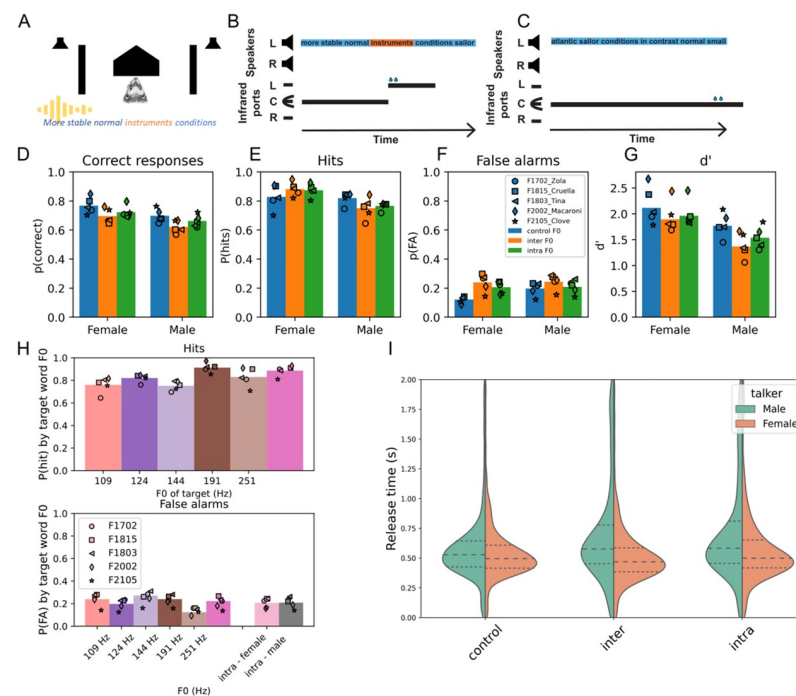 A
More stable normal instruments conditions
B
Speakers
L
R
more stable normal instruments conditions sailor
Infrared
ports
L
C
R
Time
C
Speakers
L
R
atlantic sailor conditions in contrast normal small
Infrared
ports
L
C
R
Time
D
Correct responses
p(correct)
1.0
0.8
0.6
0.4
0.2
0.0
Female
Male
E
Hits
P(hits)
1.0
0.8
0.6
0.4
0.2
0.0
Female
Male
F
False alarms
p(FA)
1.0
0.8
0.6
0.4
0.2
0.0
F1702_Zola
F1815_Cruella
F1803_Tina
F2002_Macaroni
F2105_Clove
control F0
inter F0
intra F0
Female
Male
G
d'
d'
2.5
2.0
1.5
1.0
0.5
0.0
Female
Male
H
Hits
P(hit) by target word F0
1.0
0.8
0.6
0.4
0.2
0.0
109
124
144
191
251
F0 of target (Hz)
False alarms
P(FA) by target word F0
1.0
0.8
0.6
0.4
0.2
0.0
F1702
F1815
F1803
F2002
F2105
109 Hz
124 Hz
144 Hz
191 Hz
251 Hz
intra - female
intra - male
F0 (Hz)
I
Release time (s)
2.00
1.75
1.50
1.25
1.00
0.75
0.50
0.25
0.00
talker
Male
Female
control
inter
intra